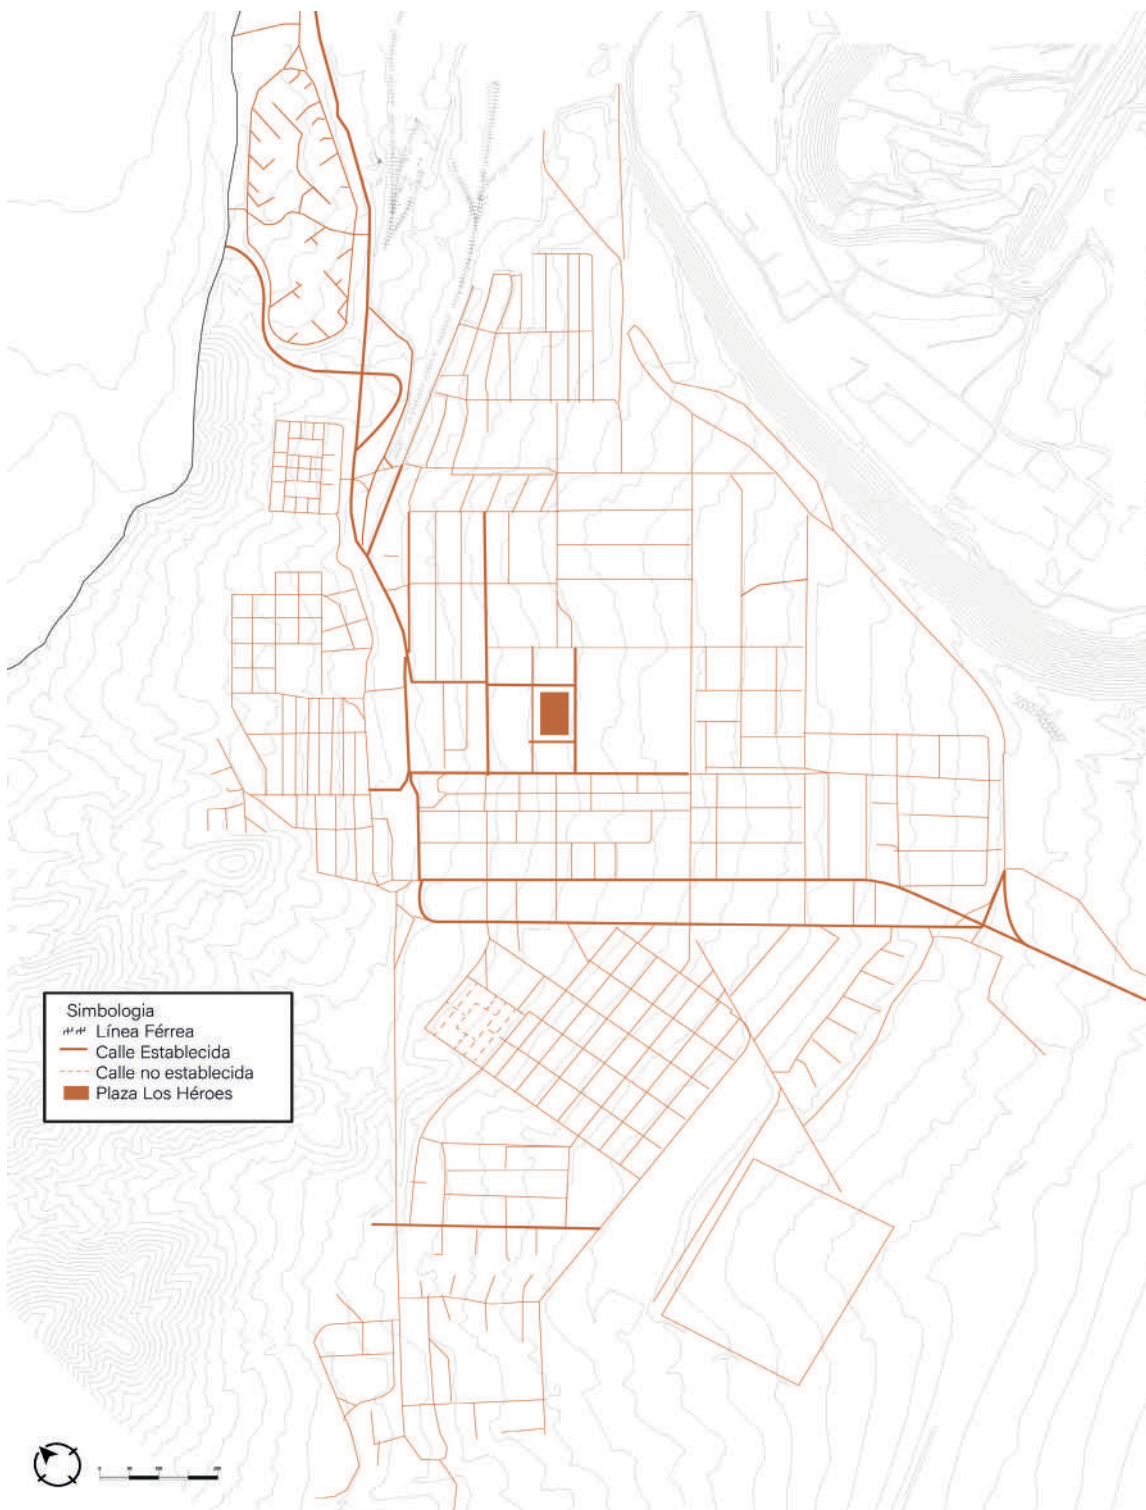 Simbologia
Línea Férrea
Calle Establecida
Calle no establecida
Plaza Los Héroes